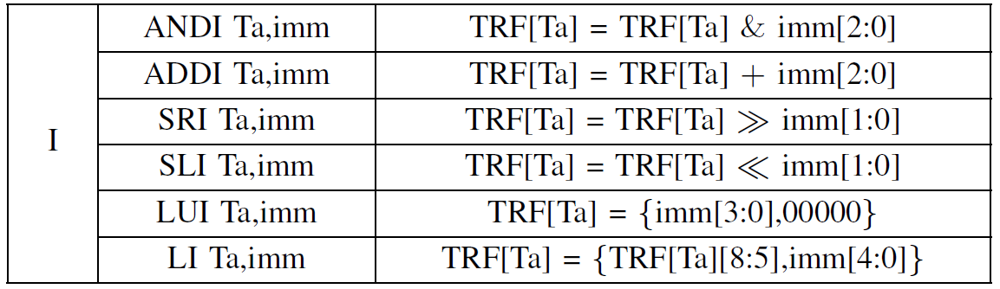 ANDI Ta,imm TRF[Ta] = TRF[Ta] & imm[2:0]
ADDI Ta,imm TRF[Ta] = TRF[Ta] + imm[2:0]
SRI Ta,imm TRF[Ta] = TRF[Ta] ≫ imm[1:0]
I
SLI Ta,imm TRF[Ta] = TRF[Ta] ≪ imm[1:0]
LUI Ta,imm TRF[Ta] = {imm[3:0],00000}
LI Ta,imm TRF[Ta] = {TRF[Ta][8:5],imm[4:0]}